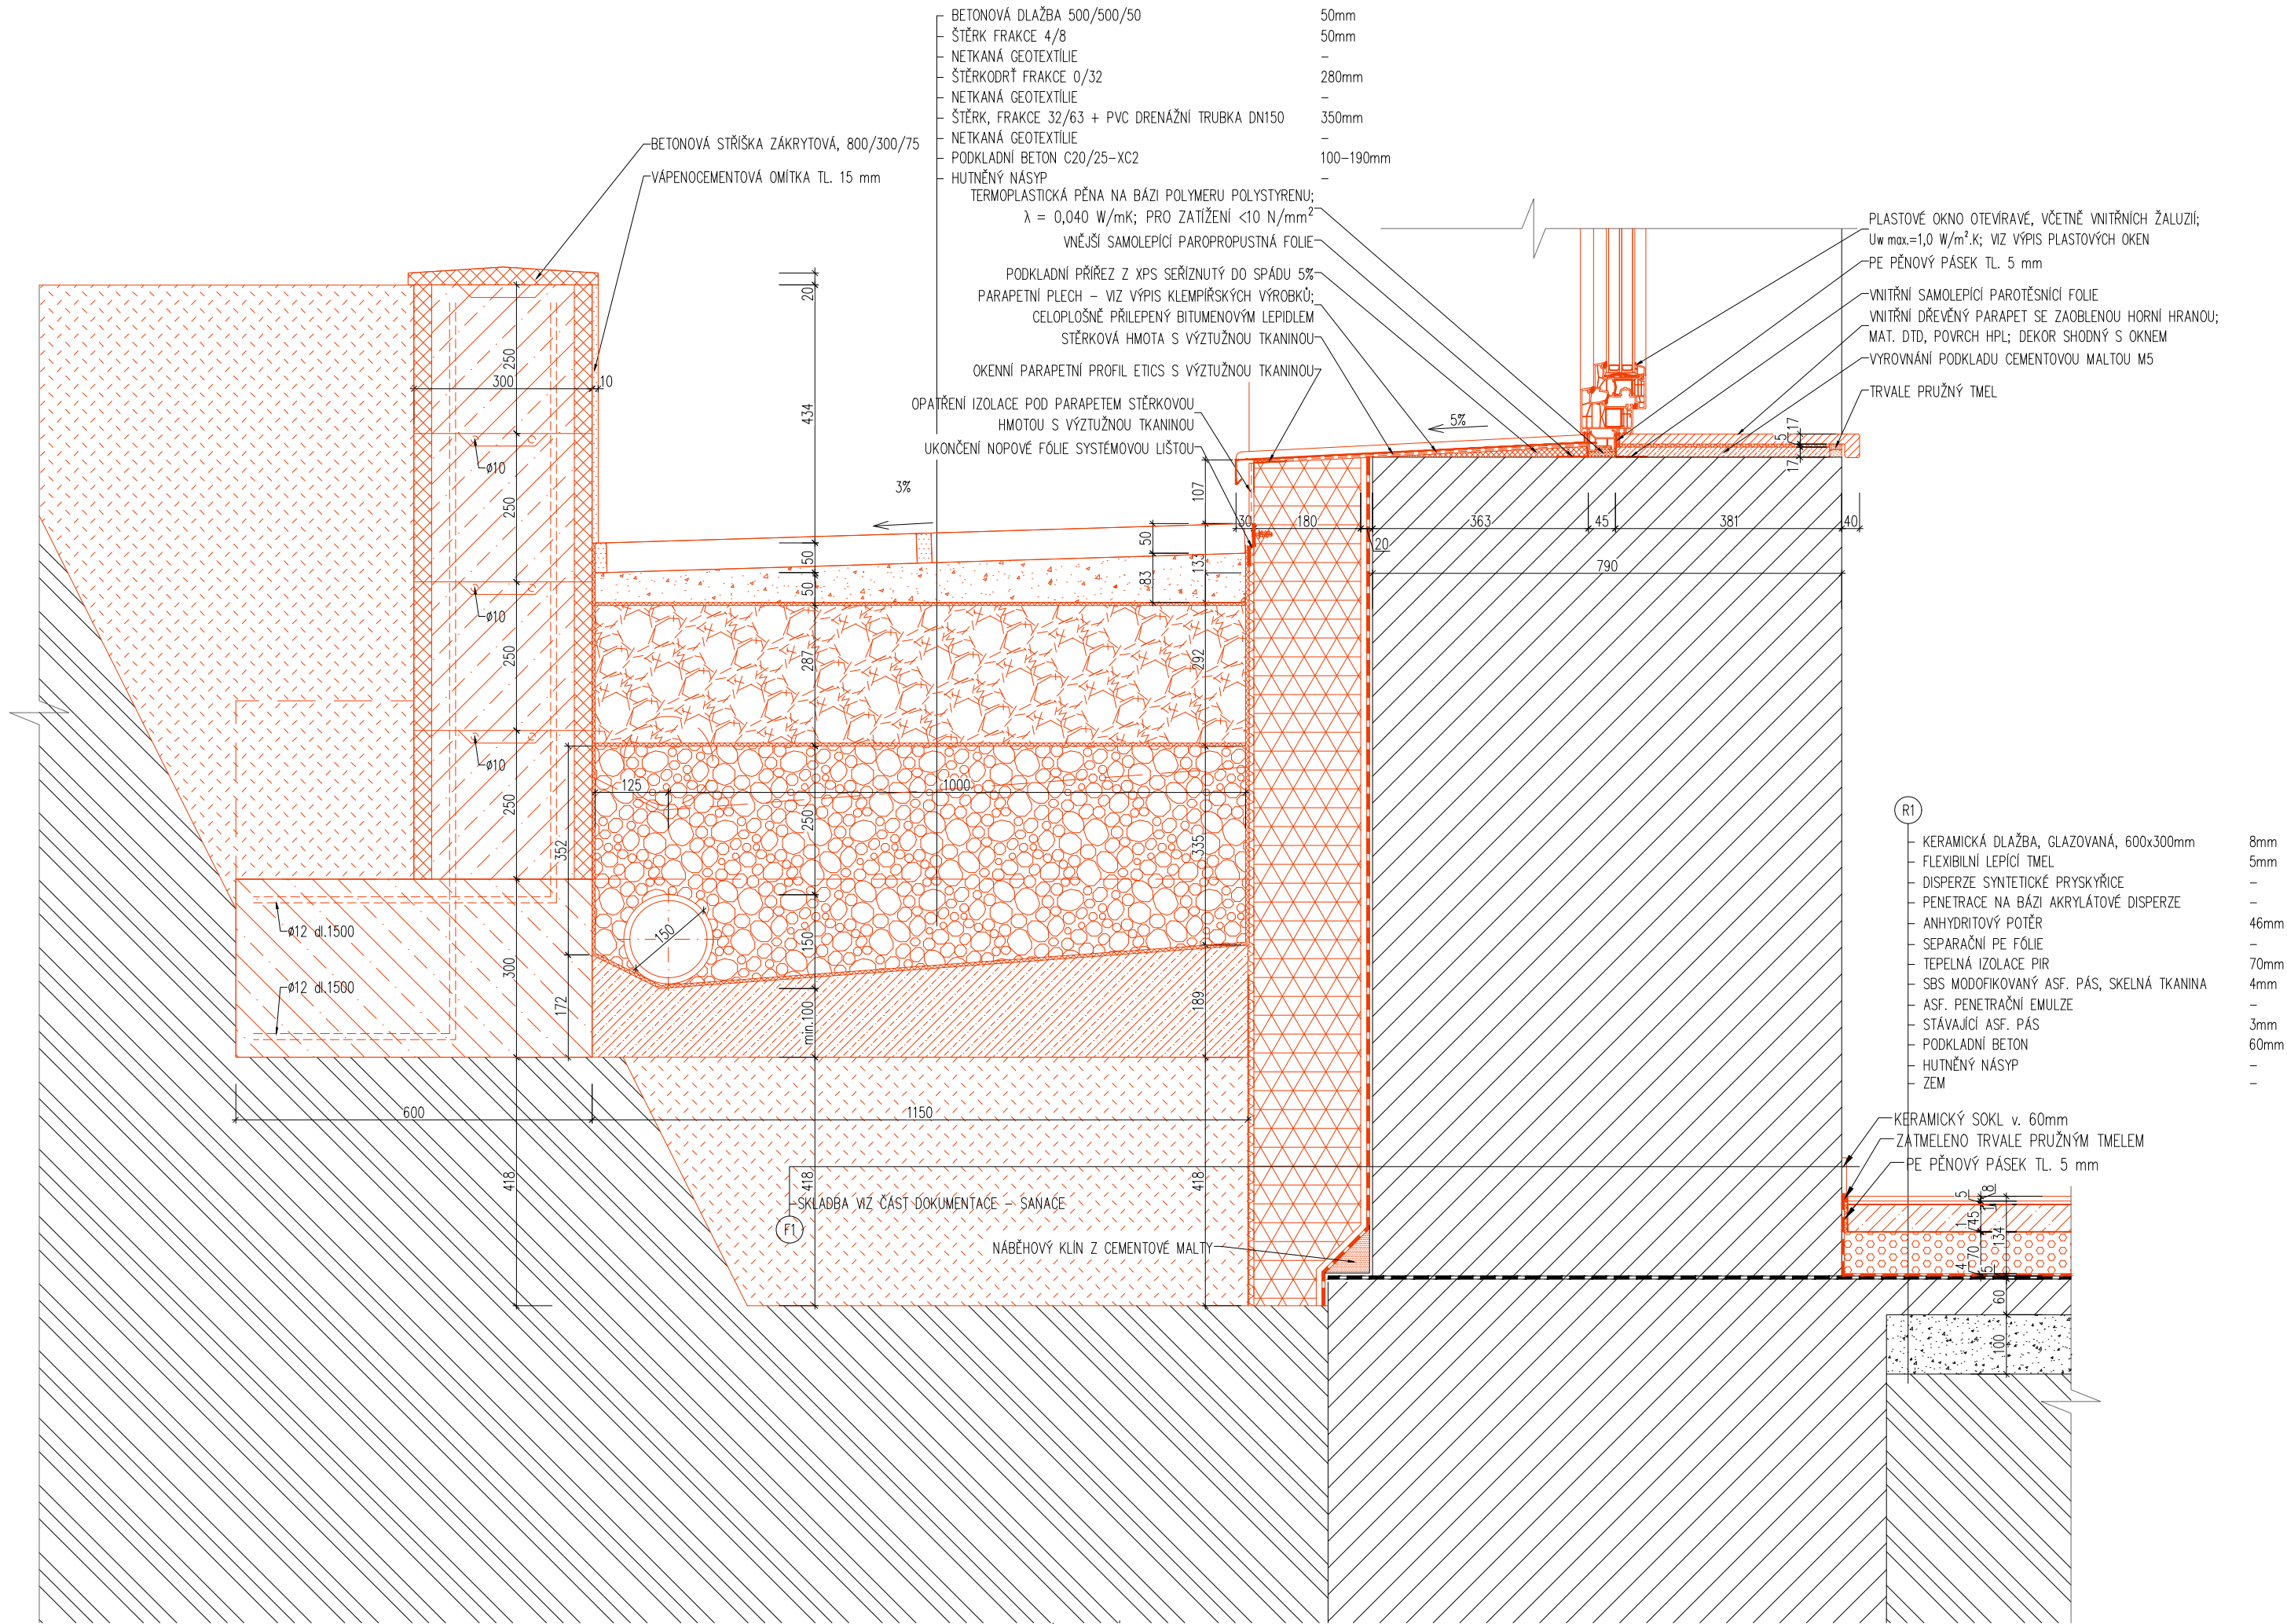 BETONOVÁ DLAŽBA 500/500/50 50mm
ŠTĚRK FRAKCE 4/8 50mm
NETKANÁ GEOTEXTÍLIE –
ŠTĚRKODRŤ FRAKCE 0/32 280mm
NETKANÁ GEOTEXTÍLIE –
ŠTĚRK, FRAKCE 32/63 + PVC DRENÁŽNÍ TRUBKA DN150 350mm
NETKANÁ GEOTEXTÍLIE –
PODKLADNÍ BETON C20/25-XC2 100-190mm
HUTNĚNÝ NÁSYP –
BETONOVÁ STŘÍŠKA ZÁKRYTOVÁ, 800/300/75
VÁPENOCEMENTOVÁ OMÍTKA TL. 15 mm
TERMOPLASTICKÁ PĚNA NA BÁZI POLYMERU POLYSTYRENU;
λ = 0,040 W/mK; PRO ZATÍŽENÍ <10 N/mm²
VNĚJŠÍ SAMOLEPÍCÍ PAROPROPUSTNÁ FOLIE
PODKLADNÍ PŘÍŘEZ Z XPS SEŘÍZNUTÝ DO SPÁDU 5%
PARAPETNÍ PLECH – VIZ VÝPIS KLEMPÍŘSKÝCH VÝROBKŮ;
CELOPLOŠNĚ PŘILEPENÝ BITUMENOVÝM LEPIDLEM
STĚRKOVÁ HMOTA S VÝZTUŽNOU TKANINOU
OKENNÍ PARAPETNÍ PROFIL ETICS S VÝZTUŽNOU TKANINOU
OPATŘENÍ IZOLACE POD PARAPETEM STĚRKOVOU
HMOTOU S VÝZTUŽNOU TKANINOU
UKONČENÍ NOPOVÉ FÓLIE SYSTÉMOVOU LIŠTOU
PLASTOVÉ OKNO OTEVÍRAVÉ, VČETNĚ VNITŘNÍCH ŽALUZIÍ;
Uw max.=1,0 W/m².K; VIZ VÝPIS PLASTOVÝCH OKEN
PE PĚNOVÝ PÁSEK TL. 5 mm
VNITŘNÍ SAMOLEPÍCÍ PAROTĚSNÍCÍ FOLIE
VNITŘNÍ DŘEVĚNÝ PARAPET SE ZAOBLENOU HORNÍ HRANOU;
MAT. DTD, POVRCH HPL; DEKOR SHODNÝ S OKNEM
VYROVNÁNÍ PODKLADU CEMENTOVOU MALTOU M5
TRVALE PRUŽNÝ TMEL
3%
5%
20
434
50
50
287
250
150
min.100
418
250
250
250
250
300
418
300
10
ø10
ø10
ø10
ø12 dl.1500
ø12 dl.1500
352
172
125
1000
150
600
1150
50
83
107
133
292
335
189
418
30
180
20
363
45
381
40
790
17
5
17
R1
KERAMICKÁ DLAŽBA, GLAZOVANÁ, 600x300mm 8mm
FLEXIBILNÍ LEPÍCÍ TMEL 5mm
DISPERZE SYNTETICKÉ PRYSKYŘICE –
PENETRACE NA BÁZI AKRYLÁTOVÉ DISPERZE –
ANHYDRITOVÝ POTĚR 46mm
SEPARAČNÍ PE FÓLIE –
TEPELNÁ IZOLACE PIR 70mm
SBS MODOFIKOVANÝ ASF. PÁS, SKELNÁ TKANINA 4mm
ASF. PENETRAČNÍ EMULZE –
STÁVAJÍCÍ ASF. PÁS 3mm
PODKLADNÍ BETON 60mm
HUTNĚNÝ NÁSYP –
ZEM –
KERAMICKÝ SOKL v. 60mm
ZATMELENO TRVALE PRUŽNÝM TMELEM
PE PĚNOVÝ PÁSEK TL. 5 mm
5
8
1
45
1
134
70
4
5
60
100
SKLADBA VIZ ČÁST DOKUMENTACE – SANACE
F1
NÁBĚHOVÝ KLÍN Z CEMENTOVÉ MALTY